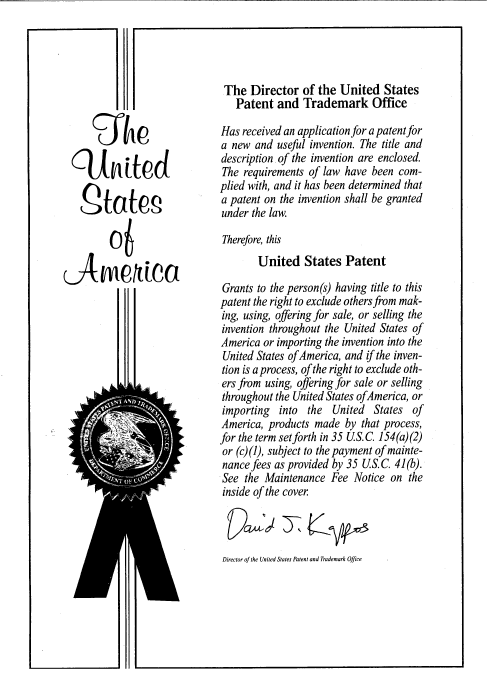 The
United
States
of
America
UNITED STATES PATENT AND TRADEMARK OFFICE
DEPARTMENT OF COMMERCE
The Director of the United States
Patent and Trademark Office
Has received an application for a patent for
a new and useful invention. The title and
description of the invention are enclosed.
The requirements of law have been com-
plied with, and it has been determined that
a patent on the invention shall be granted
under the law.
Therefore, this
United States Patent
Grants to the person(s) having title to this
patent the right to exclude others from mak-
ing, using, offering for sale, or selling the
invention throughout the United States of
America or importing the invention into the
United States of America, and if the inven-
tion is a process, of the right to exclude oth-
ers from using, offering for sale or selling
throughout the United States of America, or
importing into the United States of
America, products made by that process,
for the term set forth in 35 U.S.C. 154(a)(2)
or (c)(1), subject to the payment of mainte-
nance fees as provided by 35 U.S.C. 41(b).
See the Maintenance Fee Notice on the
inside of the cover.
David J. Kappos
Director of the United States Patent and Trademark Office